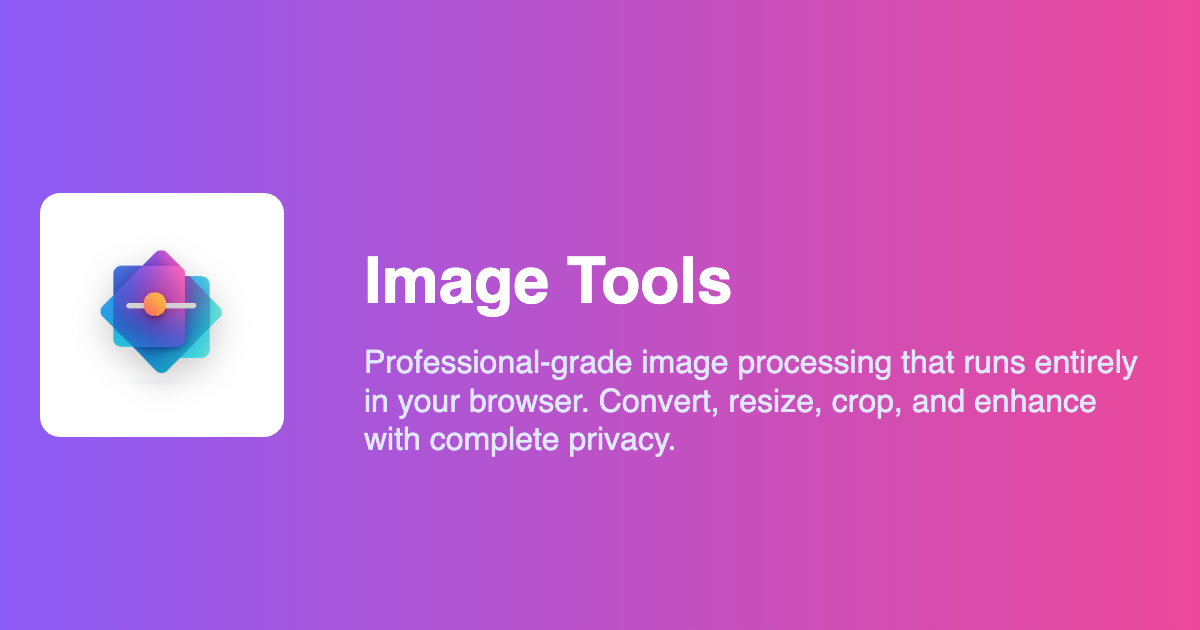 Image Tools
Professional-grade image processing that runs entirely
in your browser. Convert, resize, crop, and enhance
with complete privacy.